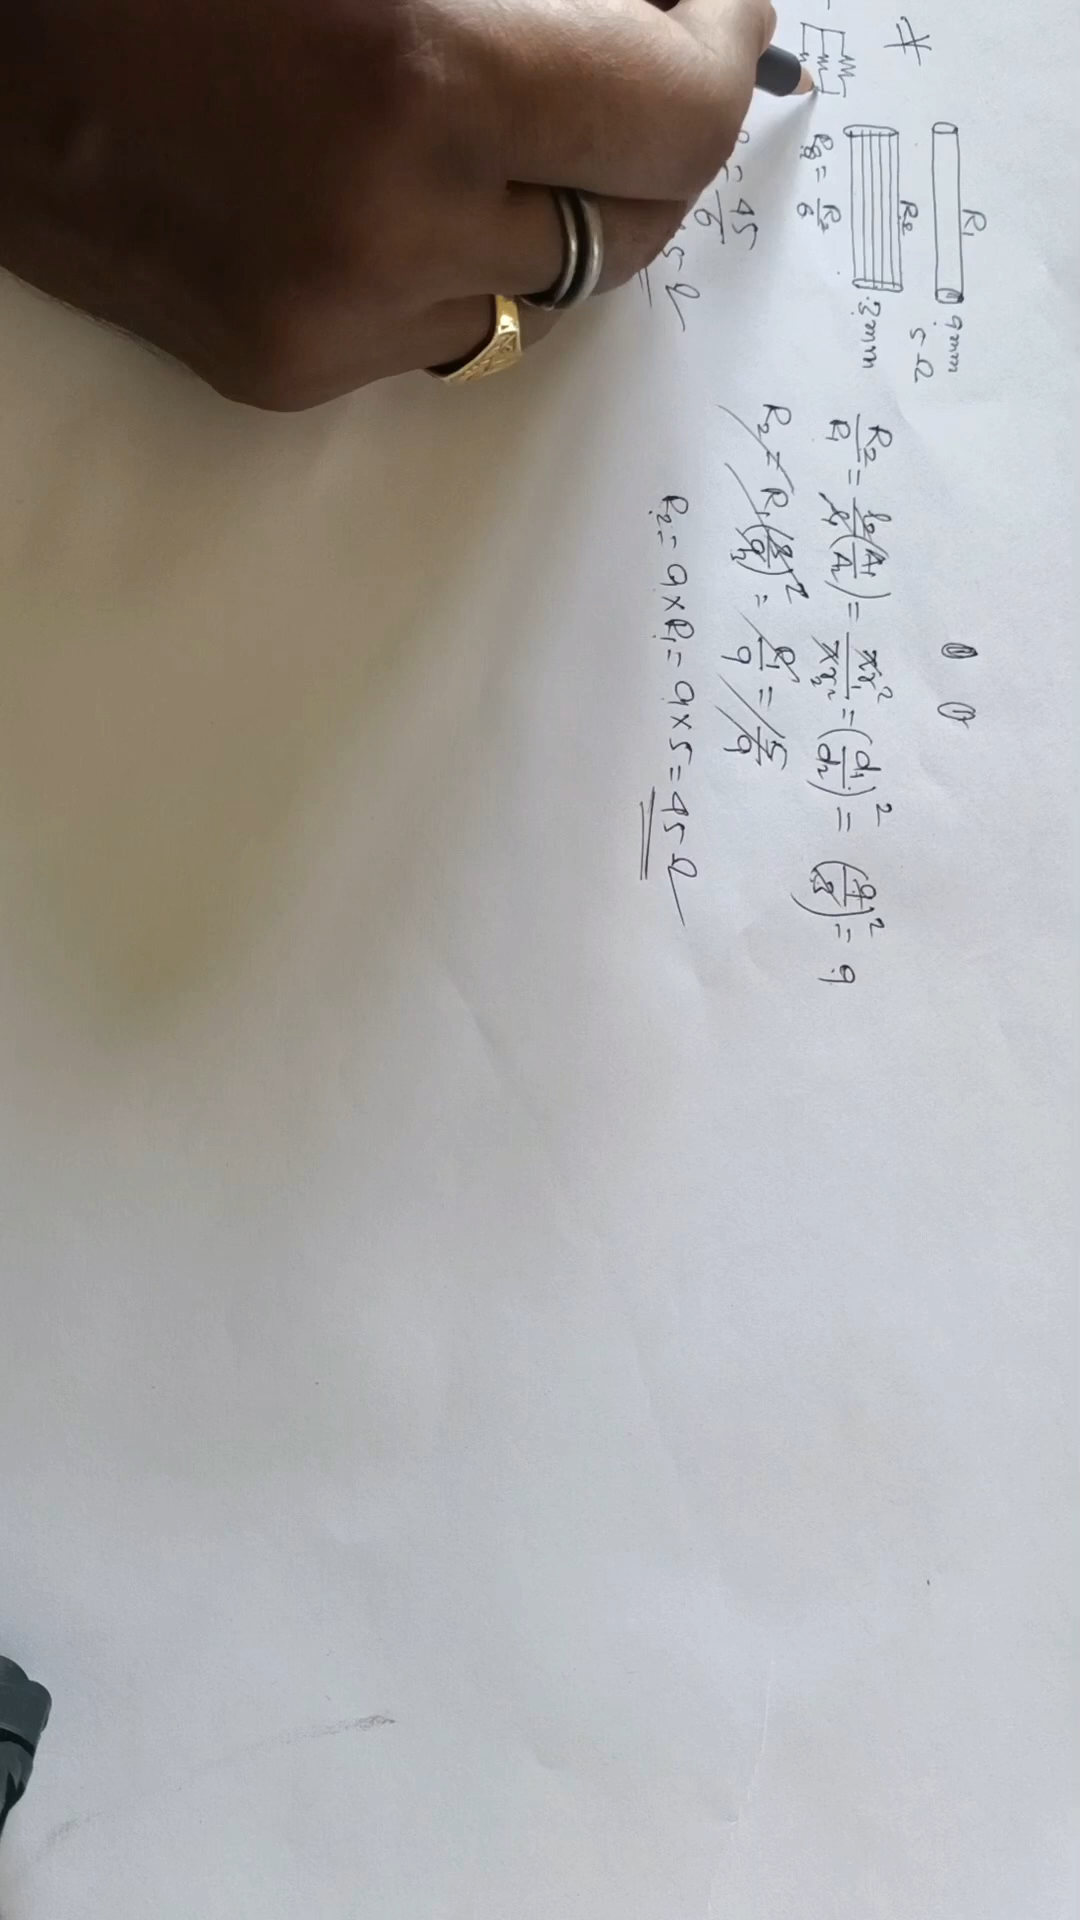 R₁
9mm
5 Ω
R₂
3mm
Rg = R₂/6
= 45/6
5 Ω
R₂/R₁ = l₂/l₁ (A₁/A₂) = πr₁²/πr₂² = (d₁/d₂)² = (9/3)² = 9
R₂ = R₁ (3/9)² = R₁/9 = 5/9
R₂ = 9 × R₁ = 9 × 5 = 45 Ω